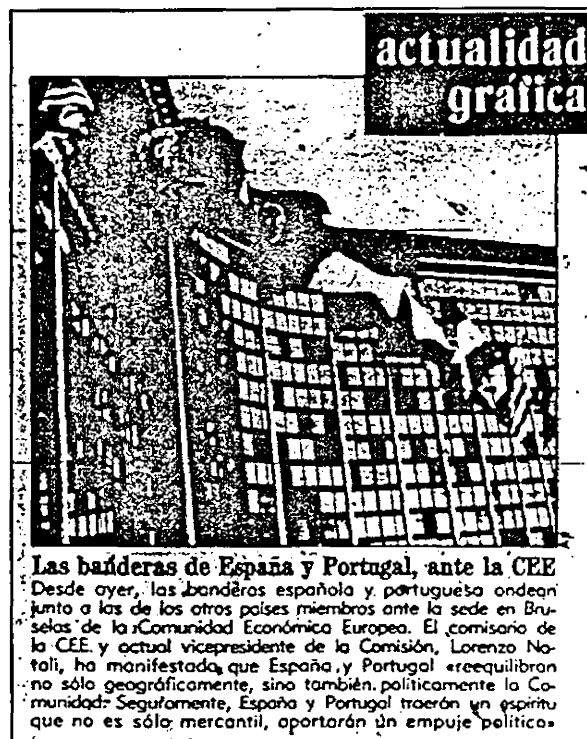 actualidad
gráfica
Las banderas de España y Portugal, ante la CEE
Desde ayer, las banderas española y portuguesa ondean
junto a las de los otros países miembros ante la sede en Bru-
selas de la Comunidad Económica Europea. El comisario de
la CEE y actual vicepresidente de la Comisión, Lorenzo Na-
tali, ha manifestado que España y Portugal «reequilibran
no sólo geográficamente, sino también políticamente la Co-
munidad. Seguramente, España y Portugal traerán un espíritu
que no es sólo mercantil, aportarán un empuje político»